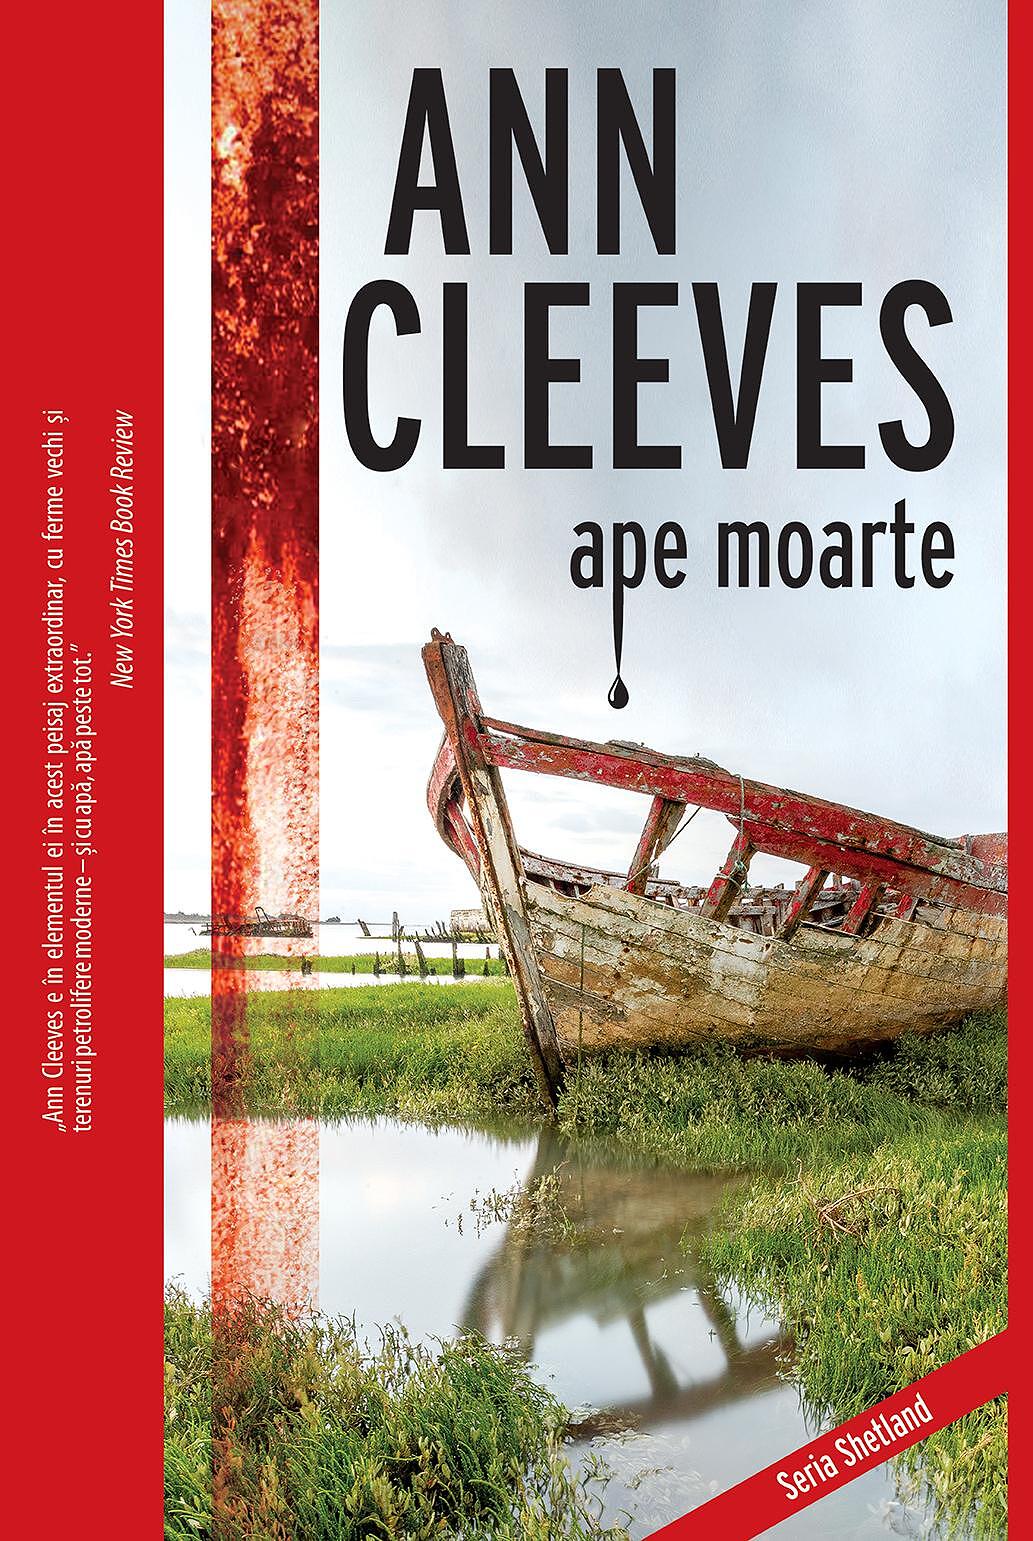 ANN
CLEEVES
ape moarte
„Ann Cleeves e în elementul ei în acest peisaj extraordinar, cu ferme vechi și
terenuri petrolifere moderne – și cu apă, apă peste tot.”
New York Times Book Review
Seria Shetland